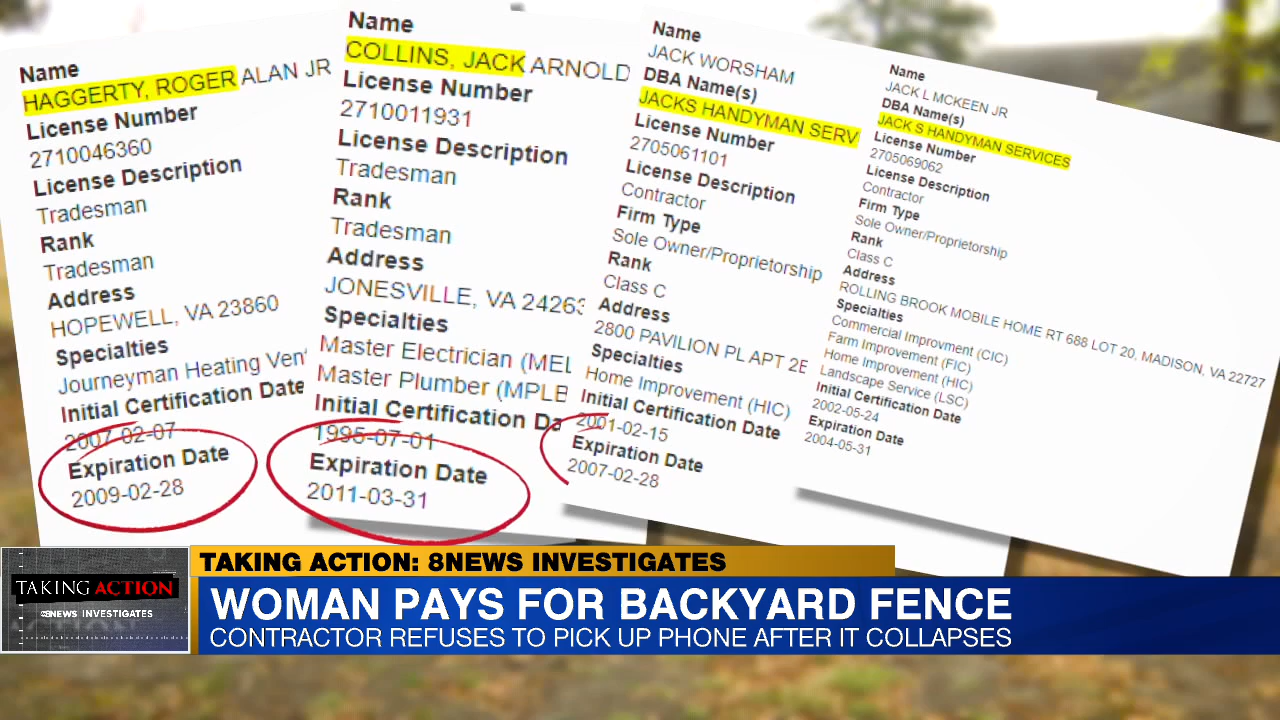 Name
HAGGERTY, ROGER ALAN JR
License Number
2710046360
License Description
Tradesman
Rank
Tradesman
Address
HOPEWELL, VA 23860
Specialties
Journeyman Heating Vent
Initial Certification Date
2007-02-07
Expiration Date
2009-02-28
Name
COLLINS, JACK ARNOLD
License Number
2710011931
License Description
Tradesman
Rank
Tradesman
Address
JONESVILLE, VA 24263
Specialties
Master Electrician (MEL
Master Plumber (MPLB
Initial Certification Da
1995-07-01
Expiration Date
2011-03-31
Name
JACK WORSHAM
DBA Name(s)
JACKS HANDYMAN SERV
License Number
2705061101
License Description
Contractor
Firm Type
Sole Owner/Proprietorship
Rank
Class C
Address
2800 PAVILION PL APT 2E
Specialties
Home Improvement (HIC)
Initial Certification Date
2001-02-15
Expiration Date
2007-02-28
Name
JACK L MCKEEN JR
DBA Name(s)
JACK S HANDYMAN SERVICES
License Number
2705069062
License Description
Contractor
Firm Type
Sole Owner/Proprietorship
Rank
Class C
Address
ROLLING BROOK MOBILE HOME RT 688 LOT 20, MADISON, VA 22727
Specialties
Commercial Improvment (CIC)
Farm Improvement (FIC)
Home Improvement (HIC)
Landscape Service (LSC)
Initial Certification Date
2002-05-24
Expiration Date
2004-05-31
TAKING ACTION
8NEWS INVESTIGATES
TAKING ACTION: 8NEWS INVESTIGATES
WOMAN PAYS FOR BACKYARD FENCE
CONTRACTOR REFUSES TO PICK UP PHONE AFTER IT COLLAPSES